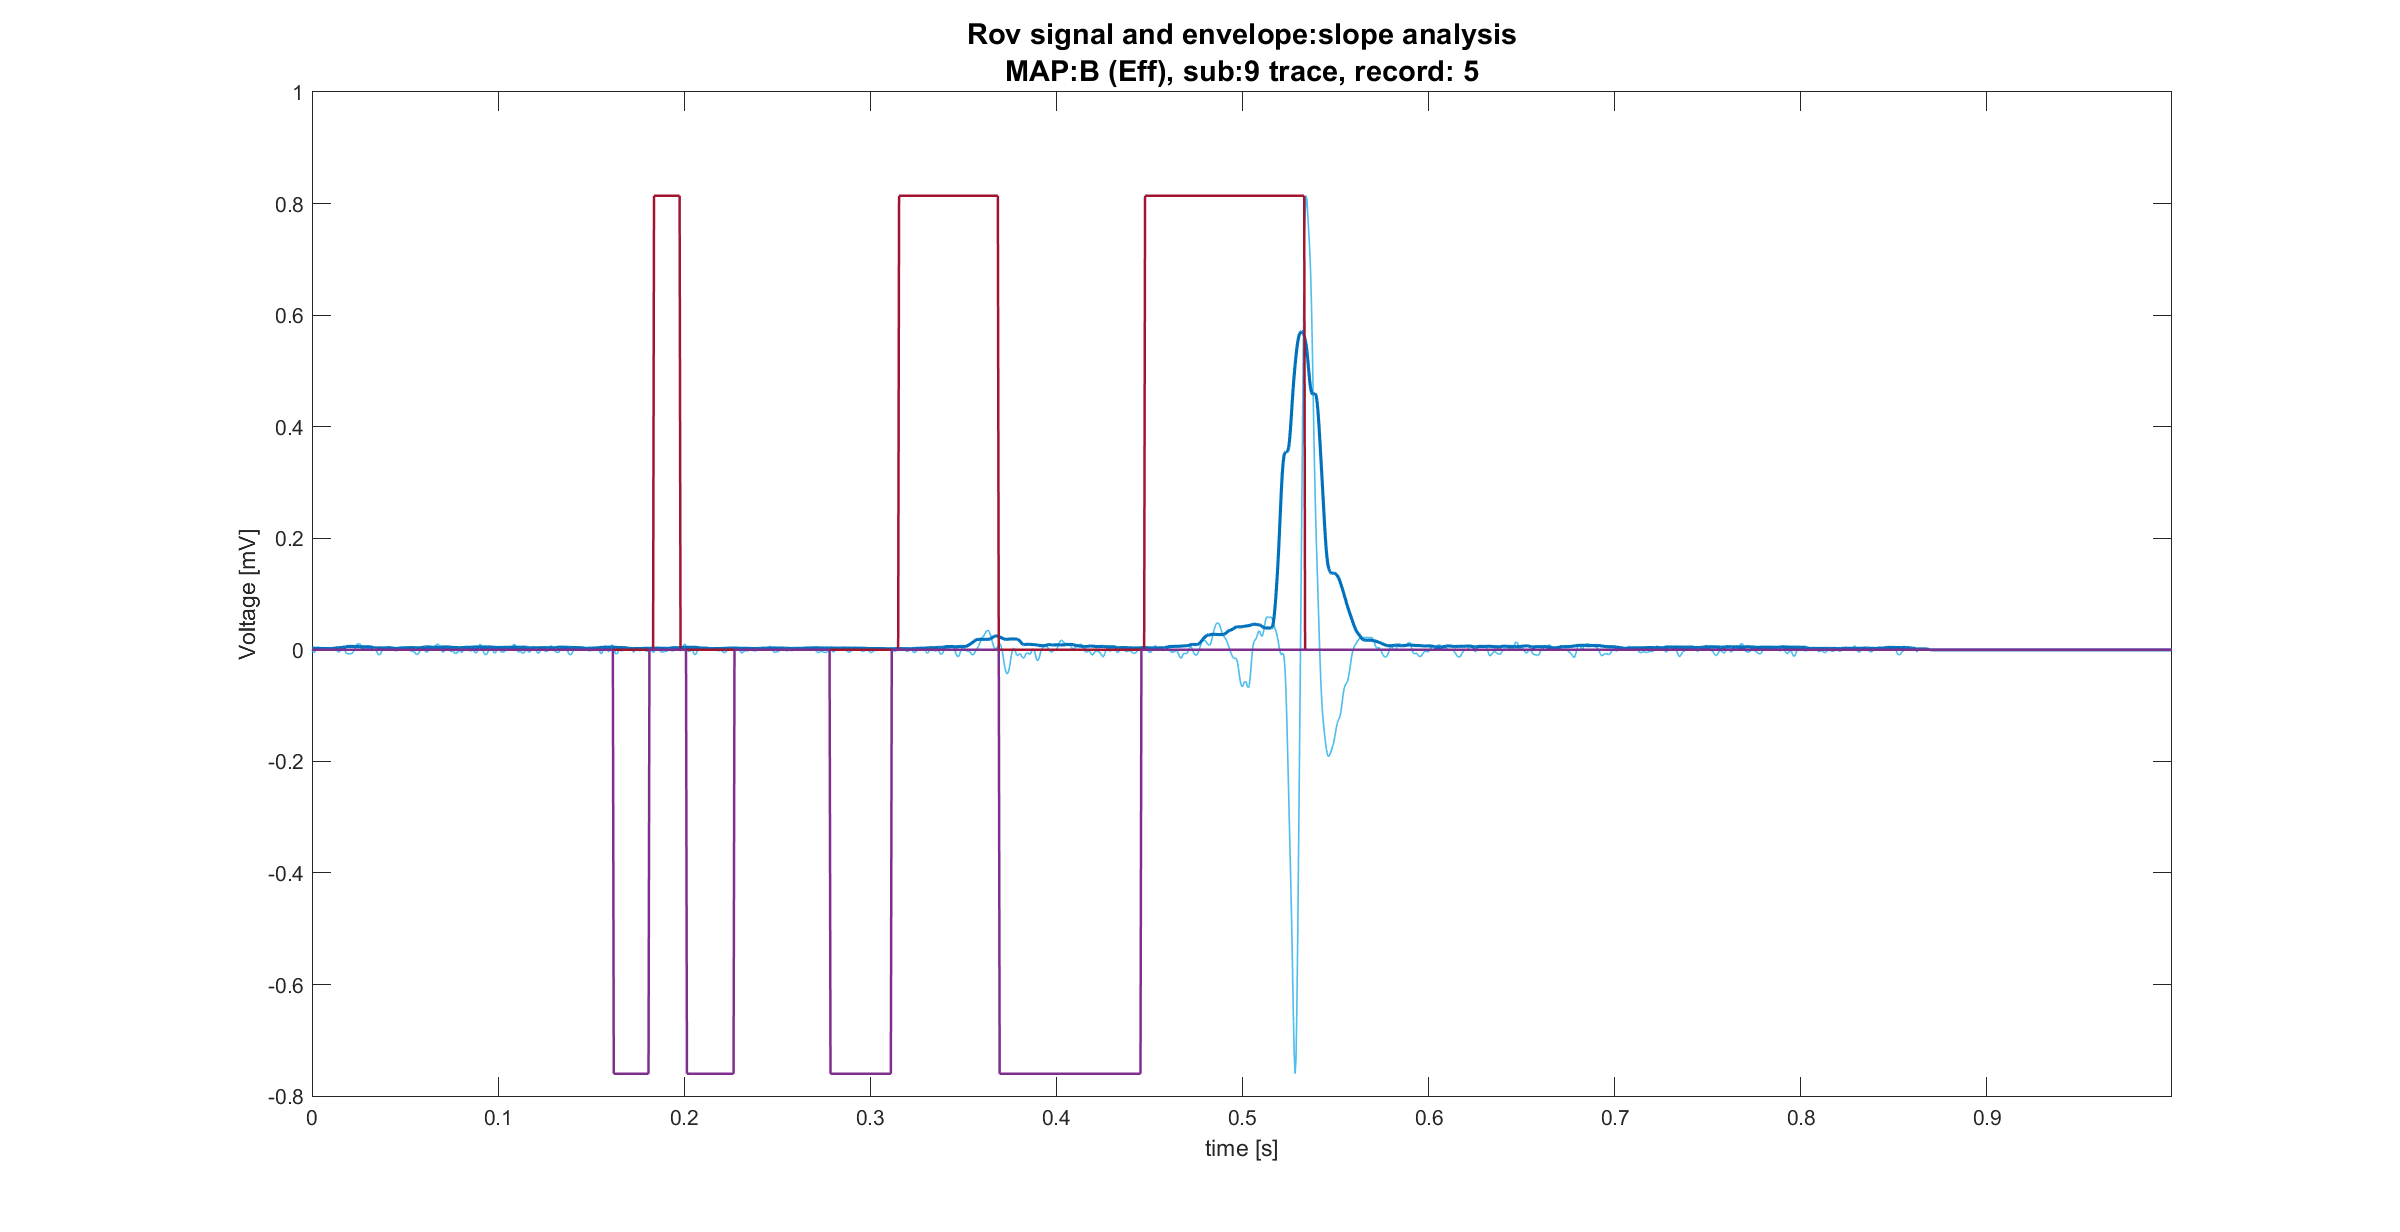 Rov signal and envelope:slope analysis
MAP:B (Eff), sub:9 trace, record: 5
1
0.8
0.6
0.4
0.2
0
-0.2
-0.4
-0.6
-0.8
Voltage [mV]
0 0.1 0.2 0.3 0.4 0.5 0.6 0.7 0.8 0.9
time [s]